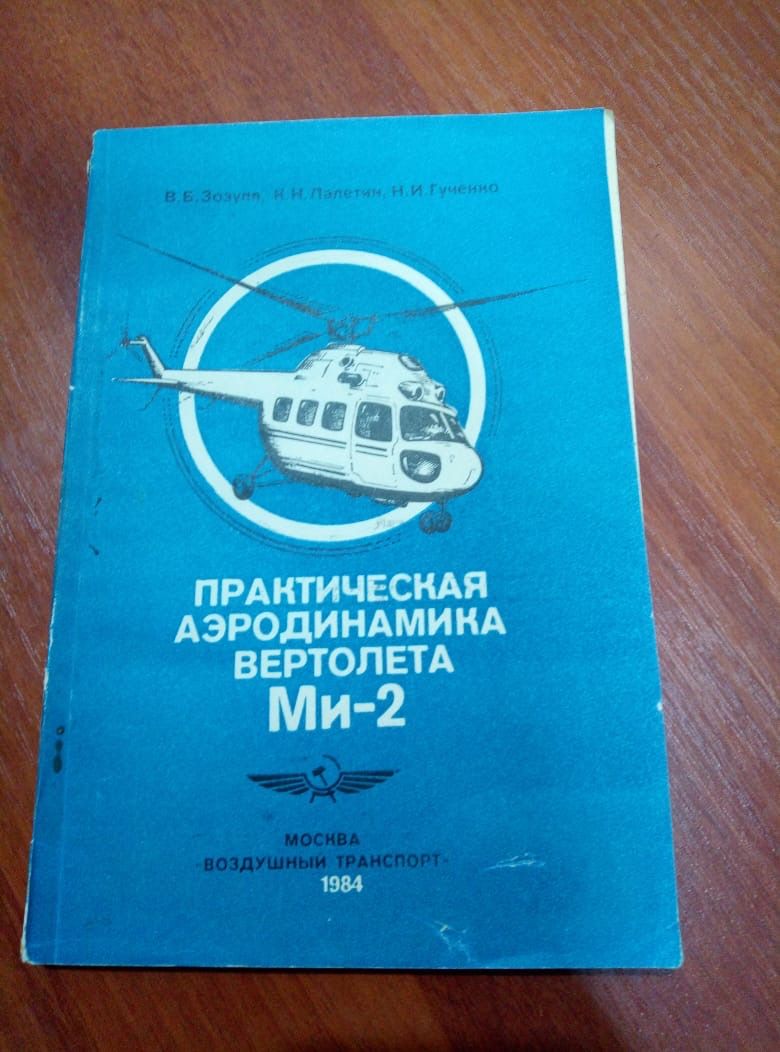 В.Б.Зозуля, К.Н.Лалетин, Н.И.Гученко
ПРАКТИЧЕСКАЯ
АЭРОДИНАМИКА
ВЕРТОЛЕТА
Ми-2
МОСКВА
«ВОЗДУШНЫЙ ТРАНСПОРТ»
1984